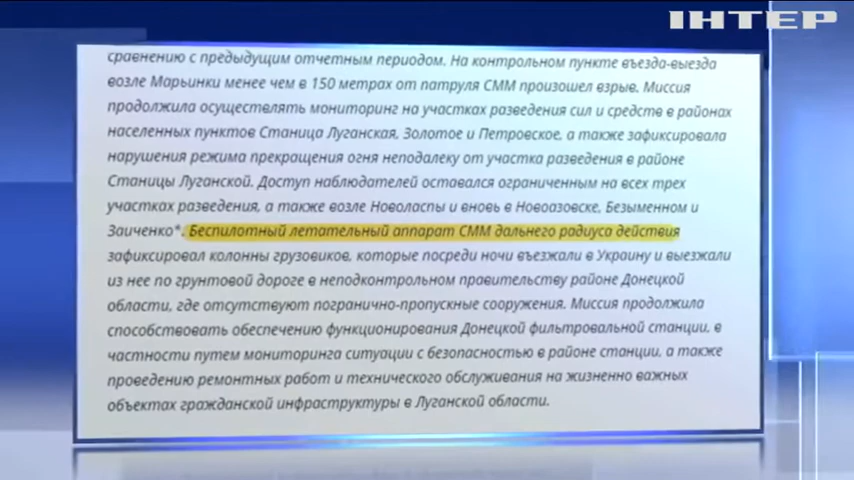 ІНТЕР
сравнению с предыдущим отчетным периодом. На контрольном пункте въезда-выезда
возле Марьинки менее чем в 150 метрах от патруля СММ произошел взрыв. Миссия
продолжила осуществлять мониторинг на участках разведения сил и средств в районах
населенных пунктов Станица Луганская, Золотое и Петровское, а также зафиксировала
нарушения режима прекращения огня неподалеку от участка разведения в районе
Станицы Луганской. Доступ наблюдателей оставался ограниченным на всех трех
участках разведения, а также возле Новоласпы и вновь в Новоазовске, Безыменном и
Заиченко*. Беспилотный летательный аппарат СММ дальнего радиуса действия
зафиксировал колонны грузовиков, которые посреди ночи въезжали в Украину и выезжали
из нее по грунтовой дороге в неподконтрольном правительству районе Донецкой
области, где отсутствуют погранично-пропускные сооружения. Миссия продолжила
способствовать обеспечению функционирования Донецкой фильтровальной станции, в
частности путем мониторинга ситуации с безопасностью в районе станции, а также
проведению ремонтных работ и технического обслуживания на жизненно важных
объектах гражданской инфраструктуры в Луганской области.